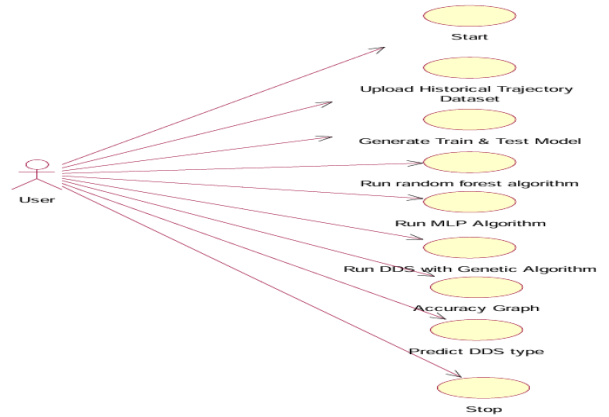 Start
Upload Historical Trajectory
Dataset
Generate Train & Test Model
Run random forest algorithm
User
Run MLP Algorithm
Run DDS with Genetic Algorithm
Accuracy Graph
Predict DDS type
Stop